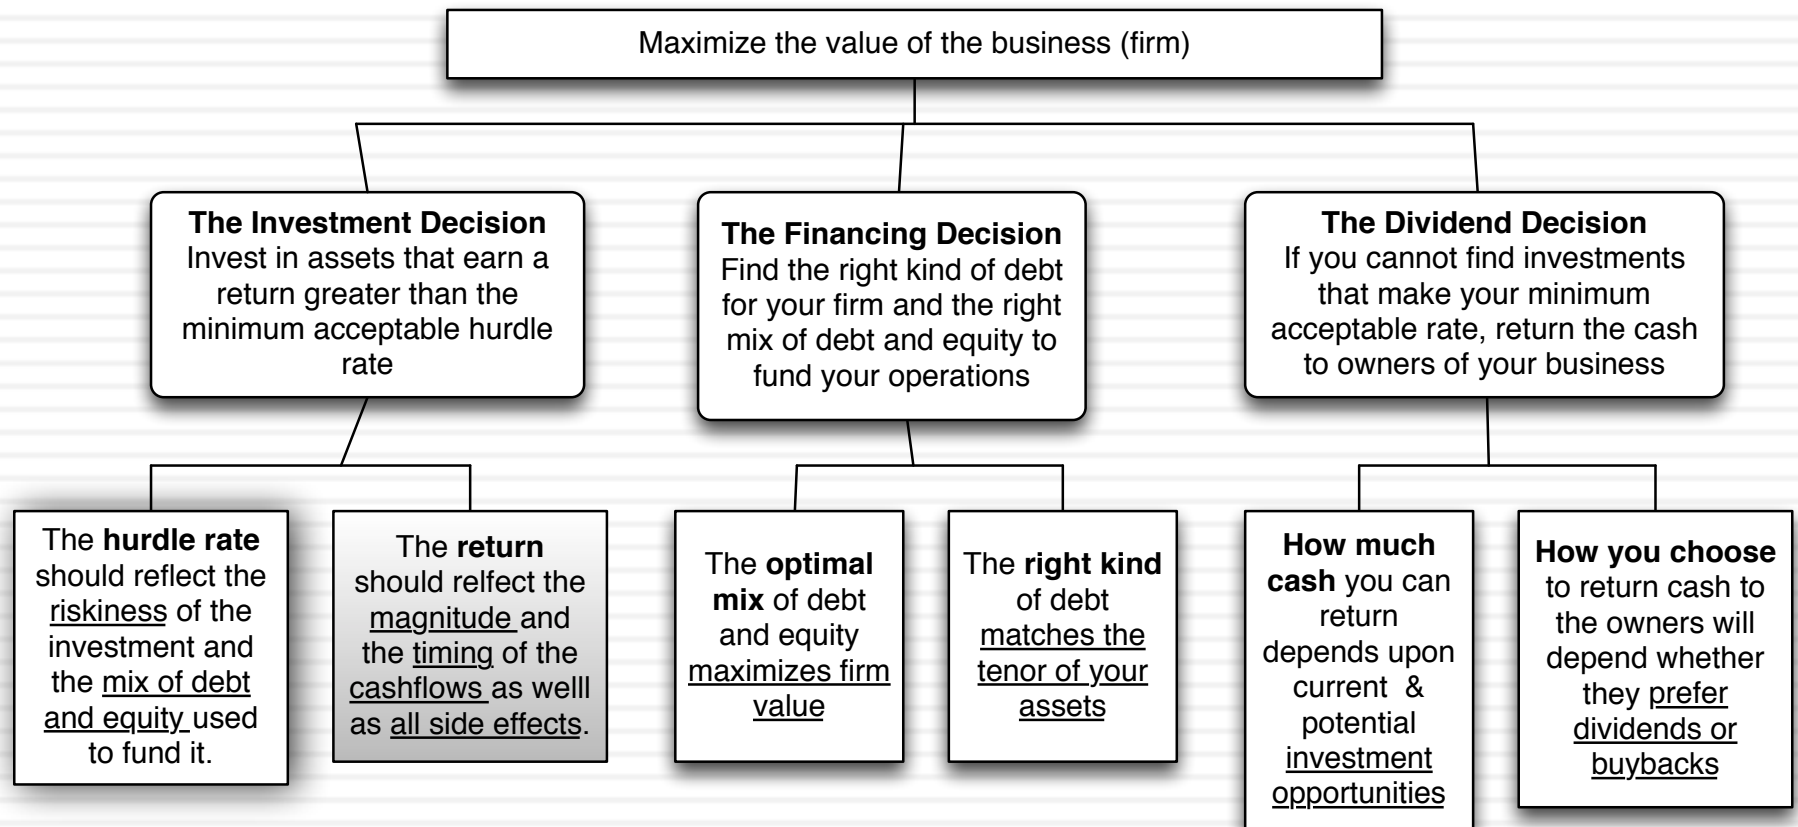 Maximize the value of the business (firm)
The Investment Decision
Invest in assets that earn a
return greater than the
minimum acceptable hurdle
rate
The Financing Decision
Find the right kind of debt
for your firm and the right
mix of debt and equity to
fund your operations
The Dividend Decision
If you cannot find investments
that make your minimum
acceptable rate, return the cash
to owners of your business
The hurdle rate
should reflect the
riskiness of the
investment and
the mix of debt
and equity used
to fund it.
The return
should relfect the
magnitude and
the timing of the
cashflows as welll
as all side effects.
The optimal
mix of debt
and equity
maximizes firm
value
The right kind
of debt
matches the
tenor of your
assets
How much
cash you can
return
depends upon
current &
potential
investment
opportunities
How you choose
to return cash to
the owners will
depend whether
they prefer
dividends or
buybacks